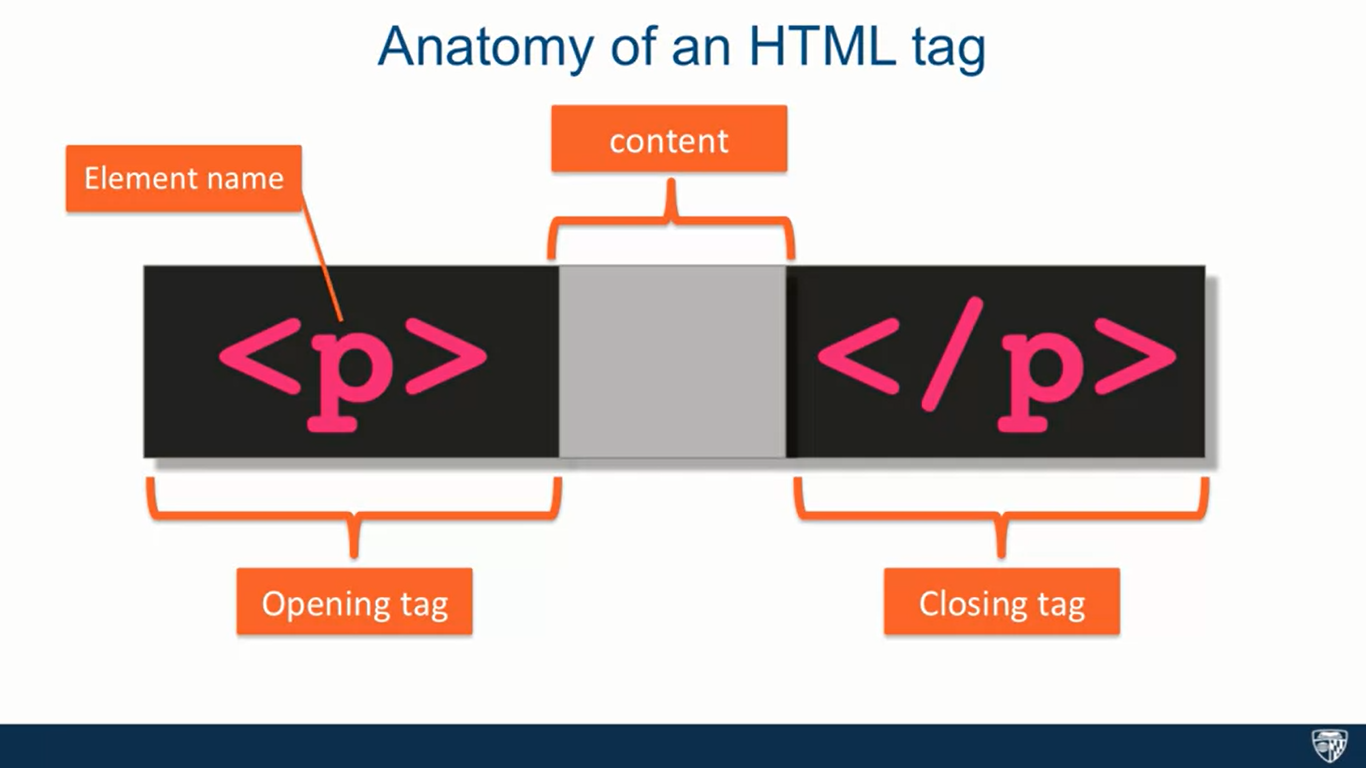 Anatomy of an HTML tag
content
Element name
<p>
</p>
Opening tag
Closing tag